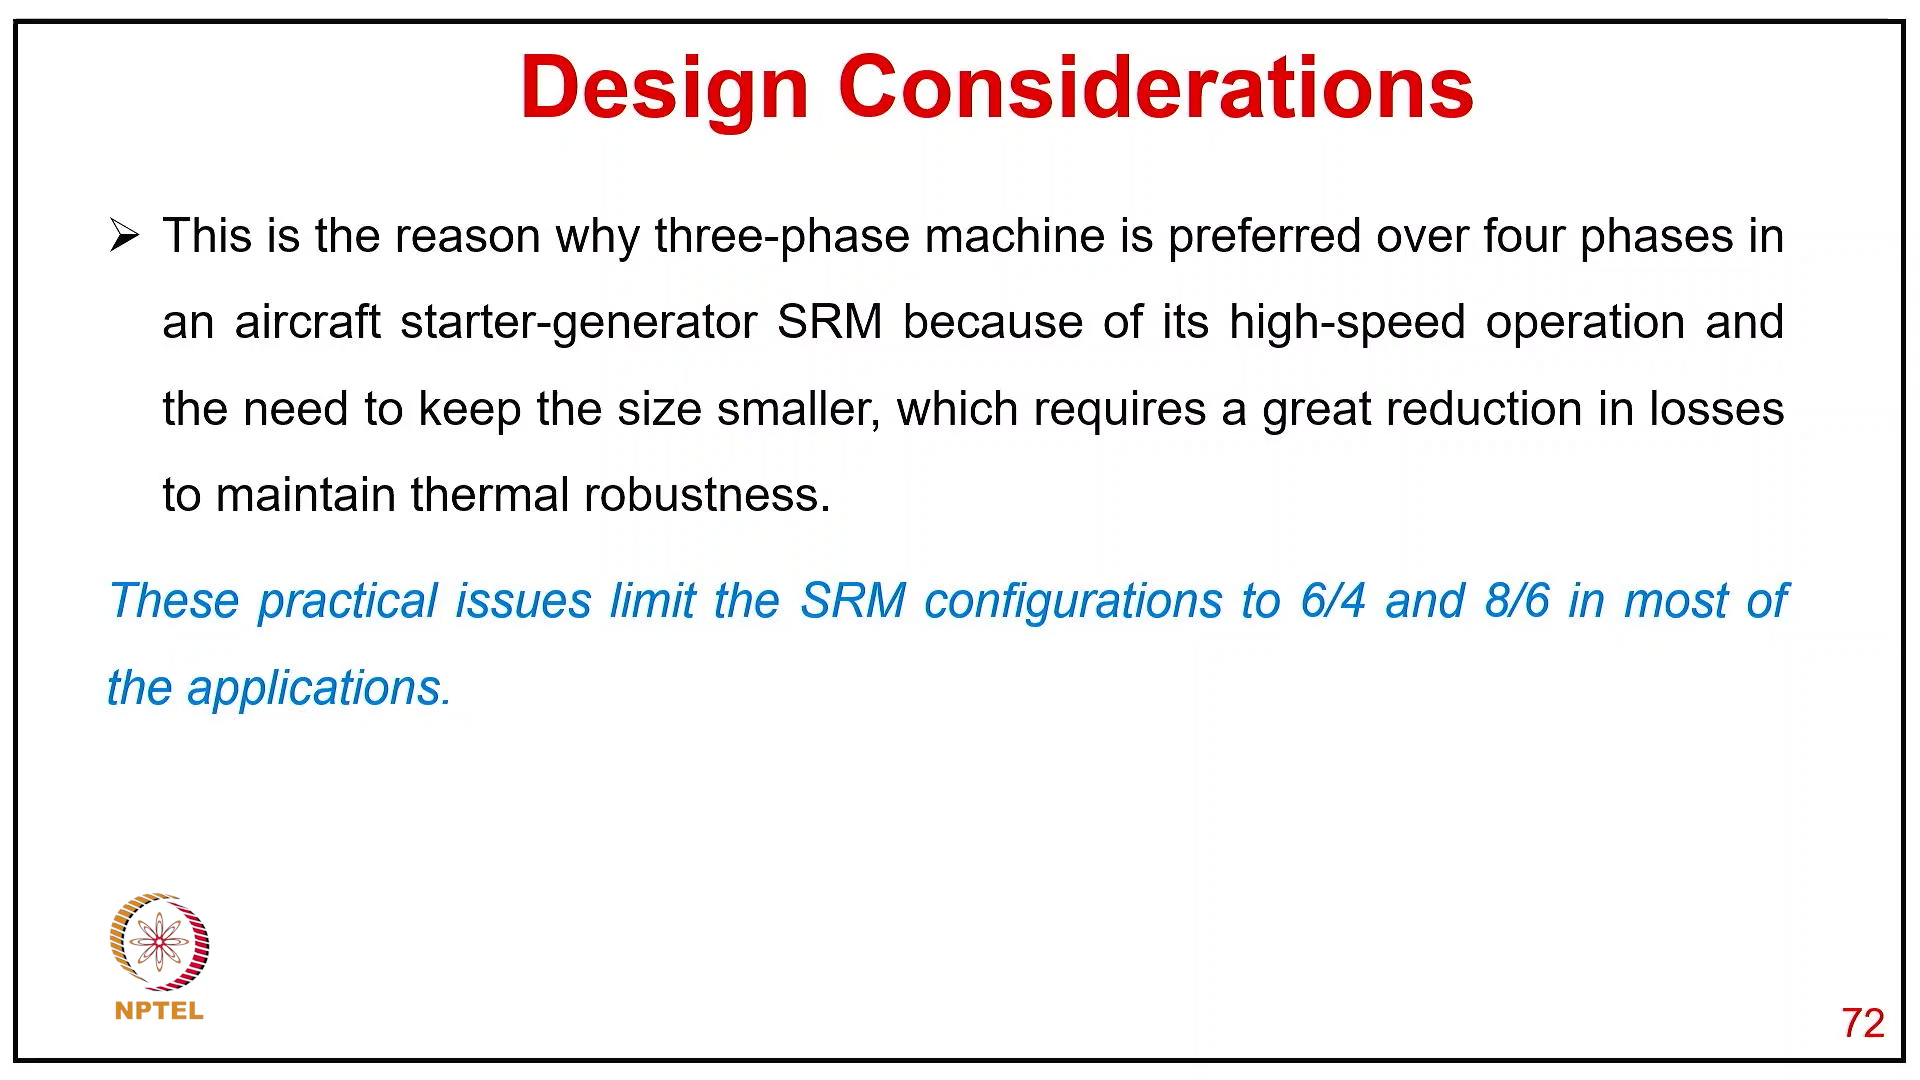 Design Considerations
➢ This is the reason why three-phase machine is preferred over four phases in
an aircraft starter-generator SRM because of its high-speed operation and
the need to keep the size smaller, which requires a great reduction in losses
to maintain thermal robustness.
These practical issues limit the SRM configurations to 6/4 and 8/6 in most of
the applications.
NPTEL
72